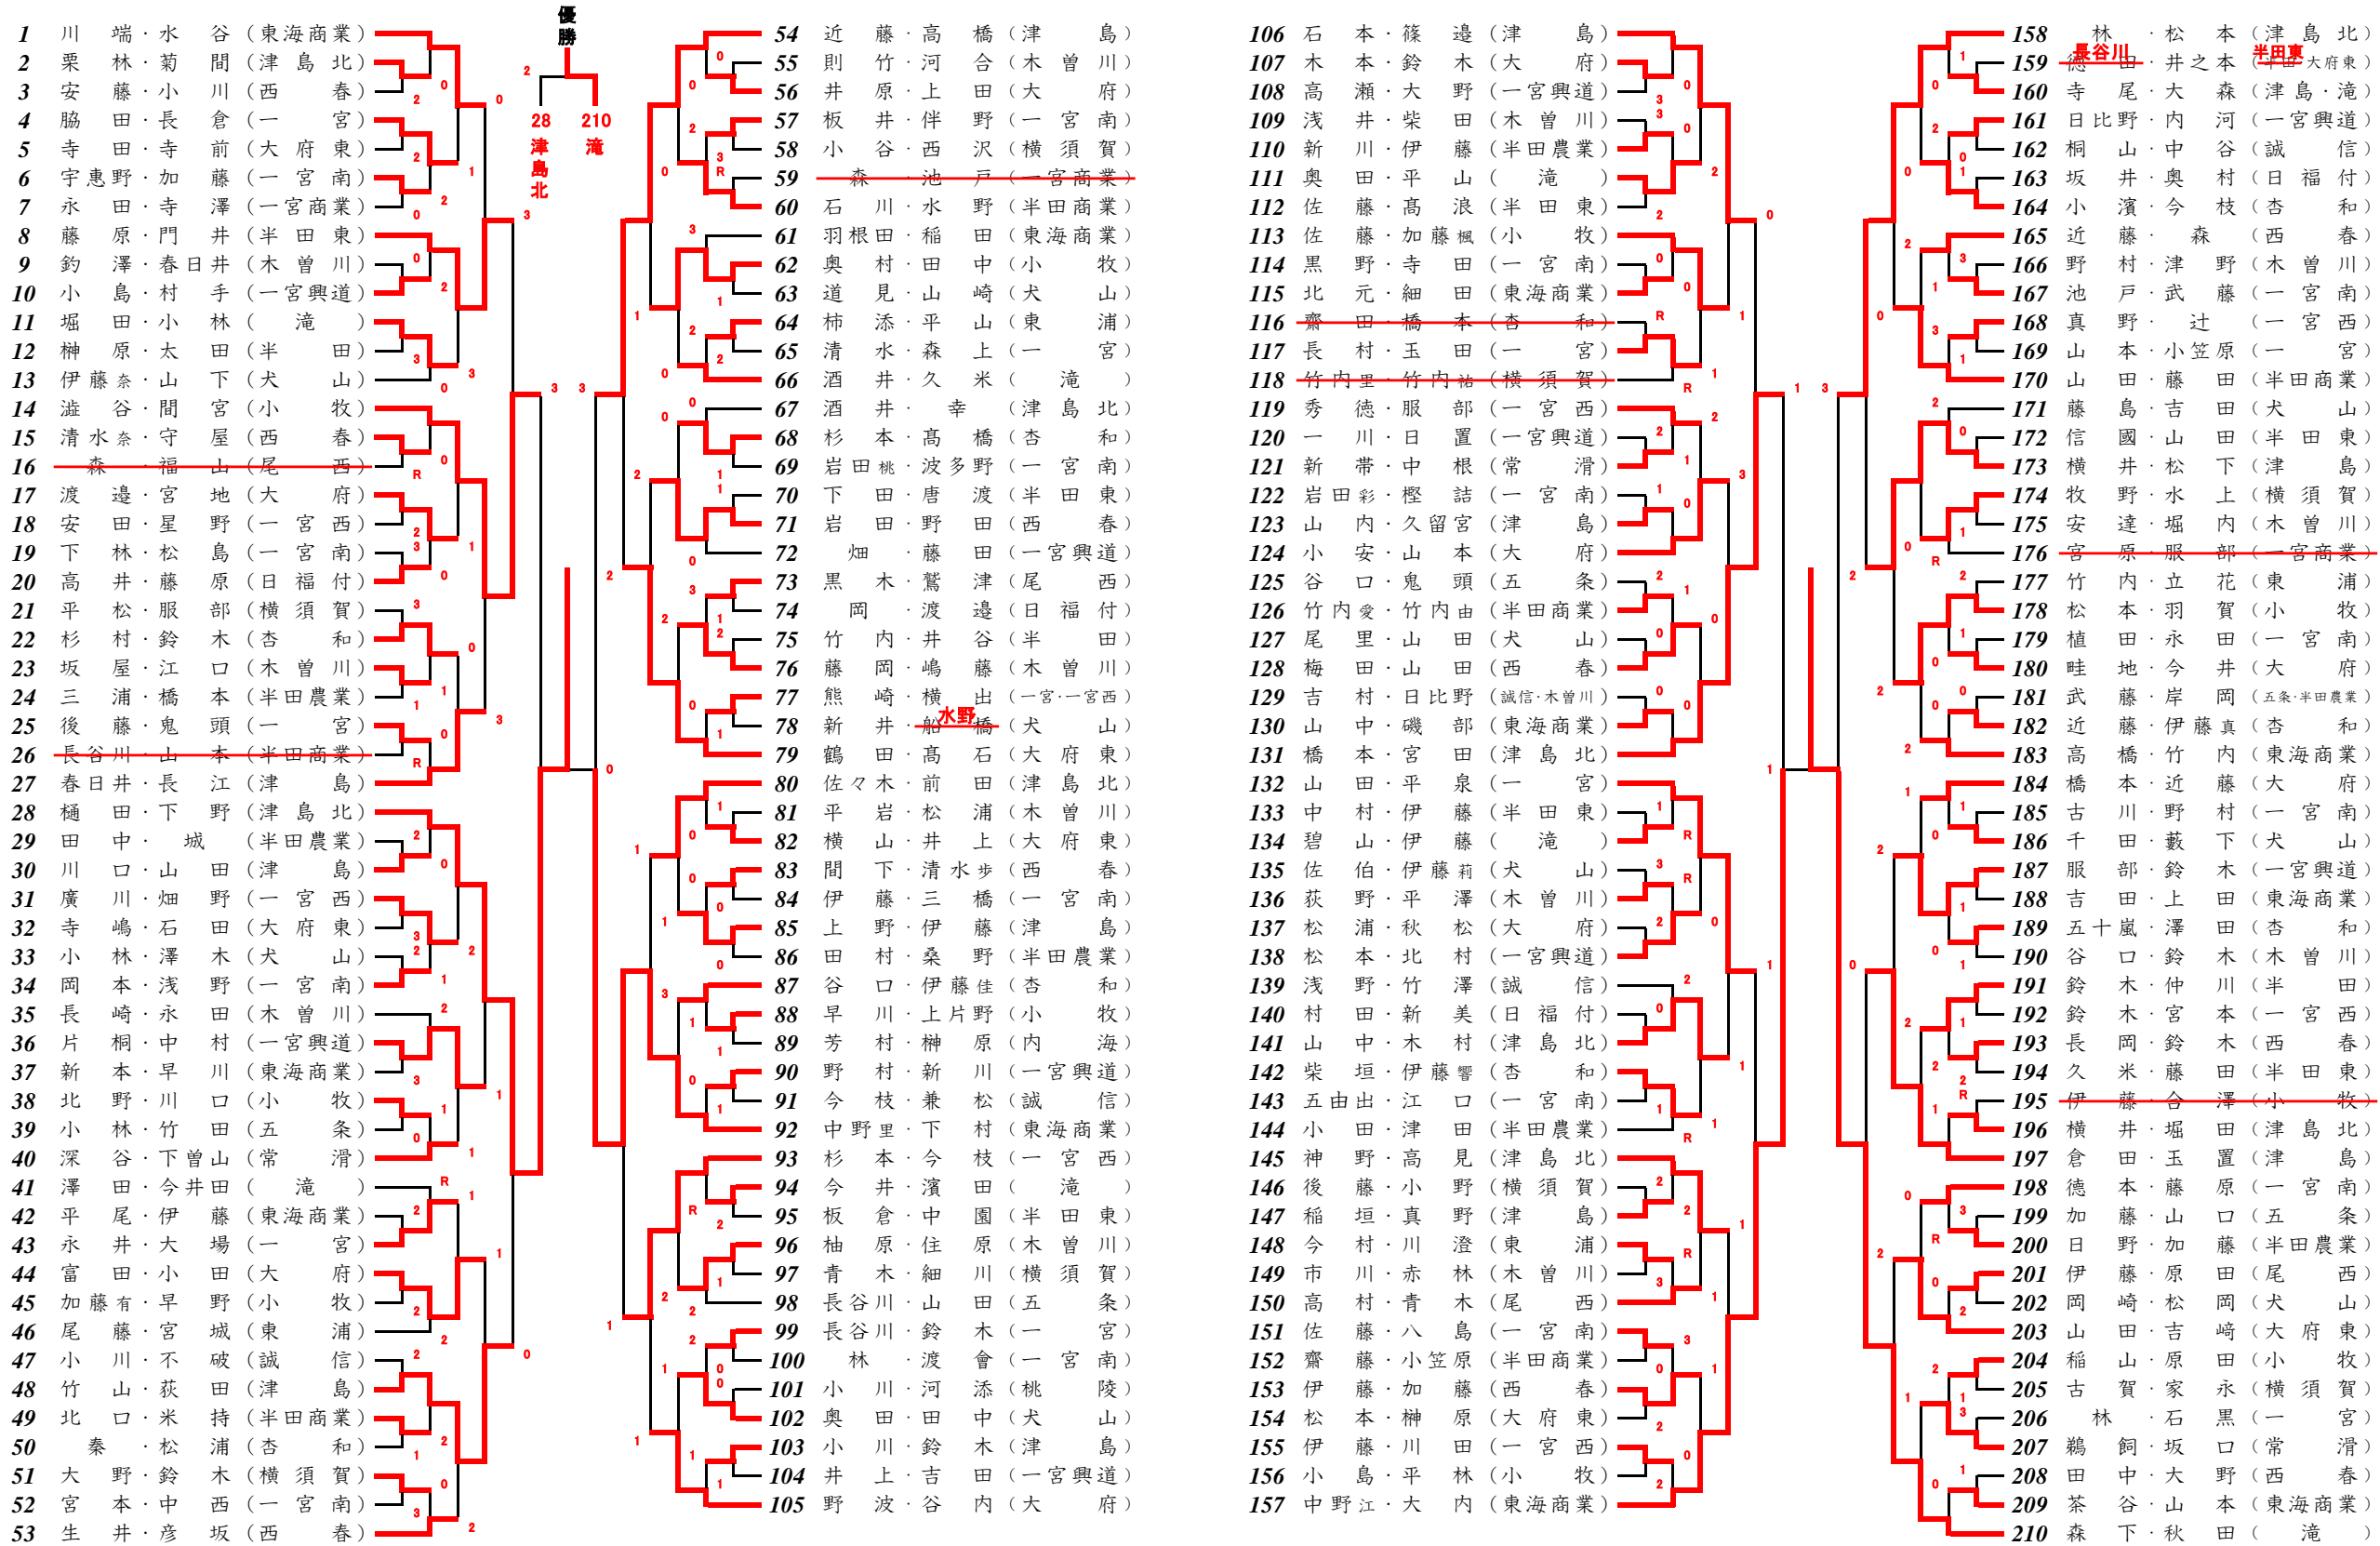 優勝
2
28 210
津島北 滝
1 川端・水谷(東海商業)
2 栗林・菊間(津島北)
3 安藤・小川(西春)
4 脇田・長倉(一宮)
5 寺田・寺前(大府東)
6 宇恵野・加藤(一宮南)
7 永田・寺澤(一宮商業)
8 藤原・門井(半田東)
9 釣澤・春日井(木曽川)
10 小島・村手(一宮興道)
11 堀田・小林(滝)
12 榊原・太田(半田)
13 伊藤奈・山下(犬山)
14 澁谷・間宮(小牧)
15 清水奈・守屋(西春)
16 森・福山(尾西)
17 渡邉・宮地(大府)
18 安田・星野(一宮西)
19 下林・松島(一宮南)
20 高井・藤原(日福付)
21 平松・服部(横須賀)
22 杉村・鈴木(杏和)
23 坂屋・江口(木曽川)
24 三浦・橋本(半田農業)
25 後藤・鬼頭(一宮)
26 長谷川・山本(半田商業)
27 春日井・長江(津島)
28 樋田・下野(津島北)
29 田中・城(半田農業)
30 川口・山田(津島)
31 廣川・畑野(一宮西)
32 寺嶋・石田(大府東)
33 小林・澤木(犬山)
34 岡本・浅野(一宮南)
35 長崎・永田(木曽川)
36 片桐・中村(一宮興道)
37 新本・早川(東海商業)
38 北野・川口(小牧)
39 小林・竹田(五条)
40 深谷・下曽山(常滑)
41 澤田・今井田(滝)
42 平尾・伊藤(東海商業)
43 永井・大場(一宮)
44 富田・小田(大府)
45 加藤有・早野(小牧)
46 尾藤・宮城(東浦)
47 小川・不破(誠信)
48 竹山・荻田(津島)
49 北口・米持(半田商業)
50 秦・松浦(杏和)
51 大野・鈴木(横須賀)
52 宮本・中西(一宮南)
53 生井・彦坂(西春)
54 近藤・高橋(津島)
55 則竹・河合(木曽川)
56 井原・上田(大府)
57 板井・伴野(一宮南)
58 小谷・西沢(横須賀)
59 森・池戸(一宮商業)
60 石川・水野(半田商業)
61 羽根田・稲田(東海商業)
62 奥村・田中(小牧)
63 道見・山崎(犬山)
64 柿添・平山(東浦)
65 清水・森上(一宮)
66 酒井・久米(滝)
67 酒井・幸(津島北)
68 杉本・髙橋(杏和)
69 岩田桃・波多野(一宮南)
70 下田・唐渡(半田東)
71 岩田・野田(西春)
72 畑・藤田(一宮興道)
73 黒木・鷲津(尾西)
74 岡・渡邉(日福付)
75 竹内・井谷(半田)
76 藤岡・嶋藤(木曽川)
77 熊崎・横出(一宮・一宮西)
水野
78 新井・船橋(犬山)
79 鶴田・髙石(大府東)
80 佐々木・前田(津島北)
81 平岩・松浦(木曽川)
82 横山・井上(大府東)
83 間下・清水歩(西春)
84 伊藤・三橋(一宮南)
85 上野・伊藤(津島)
86 田村・桑野(半田農業)
87 谷口・伊藤佳(杏和)
88 早川・上片野(小牧)
89 芳村・榊原(内海)
90 野村・新川(一宮興道)
91 今枝・兼松(誠信)
92 中野里・下村(東海商業)
93 杉本・今枝(一宮西)
94 今井・濱田(滝)
95 板倉・中園(半田東)
96 柚原・住原(木曽川)
97 青木・細川(横須賀)
98 長谷川・山田(五条)
99 長谷川・鈴木(一宮)
100 林・渡會(一宮南)
101 小川・河添(桃陵)
102 奥田・田中(犬山)
103 小川・鈴木(津島)
104 井上・吉田(一宮興道)
105 野波・谷内(大府)
106 石本・篠邉(津島)
107 木本・鈴木(大府)
108 高瀬・大野(一宮興道)
109 浅井・柴田(木曽川)
110 新川・伊藤(半田農業)
111 奥田・平山(滝)
112 佐藤・髙浪(半田東)
113 佐藤・加藤楓(小牧)
114 黒野・寺田(一宮南)
115 北元・細田(東海商業)
116 齋田・橋本(杏和)
117 長村・玉田(一宮)
118 竹内里・竹内祐(横須賀)
119 秀徳・服部(一宮西)
120 一川・日置(一宮興道)
121 新帯・中根(常滑)
122 岩田彩・樫詰(一宮南)
123 山内・久留宮(津島)
124 小安・山本(大府)
125 谷口・鬼頭(五条)
126 竹内愛・竹内由(半田商業)
127 尾里・山田(犬山)
128 梅田・山田(西春)
129 吉村・日比野(誠信・木曽川)
130 山中・磯部(東海商業)
131 橋本・宮田(津島北)
132 山田・平泉(一宮)
133 中村・伊藤(半田東)
134 碧山・伊藤(滝)
135 佐伯・伊藤莉(犬山)
136 荻野・平澤(木曽川)
137 松浦・秋松(大府)
138 松本・北村(一宮興道)
139 浅野・竹澤(誠信)
140 村田・新美(日福付)
141 山中・木村(津島北)
142 柴垣・伊藤響(杏和)
143 五由出・江口(一宮南)
144 小田・津田(半田農業)
145 神野・高見(津島北)
146 後藤・小野(横須賀)
147 稲垣・真野(津島)
148 今村・川澄(東浦)
149 市川・赤林(木曽川)
150 高村・青木(尾西)
151 佐藤・八島(一宮南)
152 齋藤・小笠原(半田商業)
153 伊藤・加藤(西春)
154 松本・榊原(大府東)
155 伊藤・川田(一宮西)
156 小島・平林(小牧)
157 中野江・大内(東海商業)
158 林・松本(津島北)
長谷川 半田東
159 徳田・井之本(半田・大府東)
160 寺尾・大森(津島・滝)
161 日比野・内河(一宮興道)
162 桐山・中谷(誠信)
163 坂井・奥村(日福付)
164 小濱・今枝(杏和)
165 近藤・森(西春)
166 野村・津野(木曽川)
167 池戸・武藤(一宮南)
168 真野・辻(一宮西)
169 山本・小笠原(一宮)
170 山田・藤田(半田商業)
171 藤島・吉田(犬山)
172 信國・山田(半田東)
173 横井・松下(津島)
174 牧野・水上(横須賀)
175 安達・堀内(木曽川)
176 宮原・服部(一宮商業)
177 竹内・立花(東浦)
178 松本・羽賀(小牧)
179 植田・永田(一宮南)
180 畦地・今井(大府)
181 武藤・岸岡(五条・半田農業)
182 近藤・伊藤真(杏和)
183 高橋・竹内(東海商業)
184 橋本・近藤(大府)
185 古川・野村(一宮南)
186 千田・藪下(犬山)
187 服部・鈴木(一宮興道)
188 吉田・上田(東海商業)
189 五十嵐・澤田(杏和)
190 谷口・鈴木(木曽川)
191 鈴木・仲川(半田)
192 鈴木・宮本(一宮西)
193 長岡・鈴木(西春)
194 久米・藤田(半田東)
195 伊藤・合澤(小牧)
196 横井・堀田(津島北)
197 倉田・玉置(津島)
198 徳本・藤原(一宮南)
199 加藤・山口(五条)
200 日野・加藤(半田農業)
201 伊藤・原田(尾西)
202 岡崎・松岡(犬山)
203 山田・吉﨑(大府東)
204 稲山・原田(小牧)
205 古賀・家永(横須賀)
206 林・石黒(一宮)
207 鵜飼・坂口(常滑)
208 田中・大野(西春)
209 茶谷・山本(東海商業)
210 森下・秋田(滝)